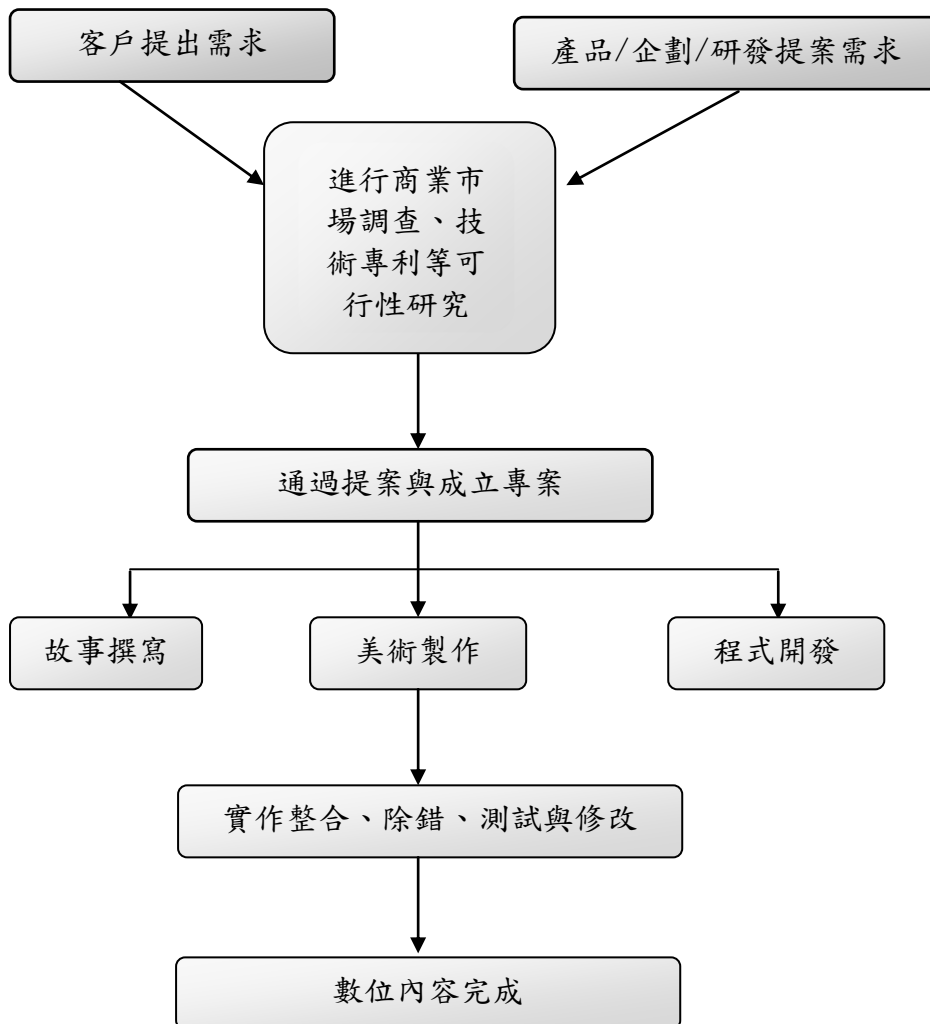 客戶提出需求
產品/企劃/研發提案需求
進行商業市
場調查、技
術專利等可
行性研究
通過提案與成立專案
故事撰寫
美術製作
程式開發
實作整合、除錯、測試與修改
數位內容完成